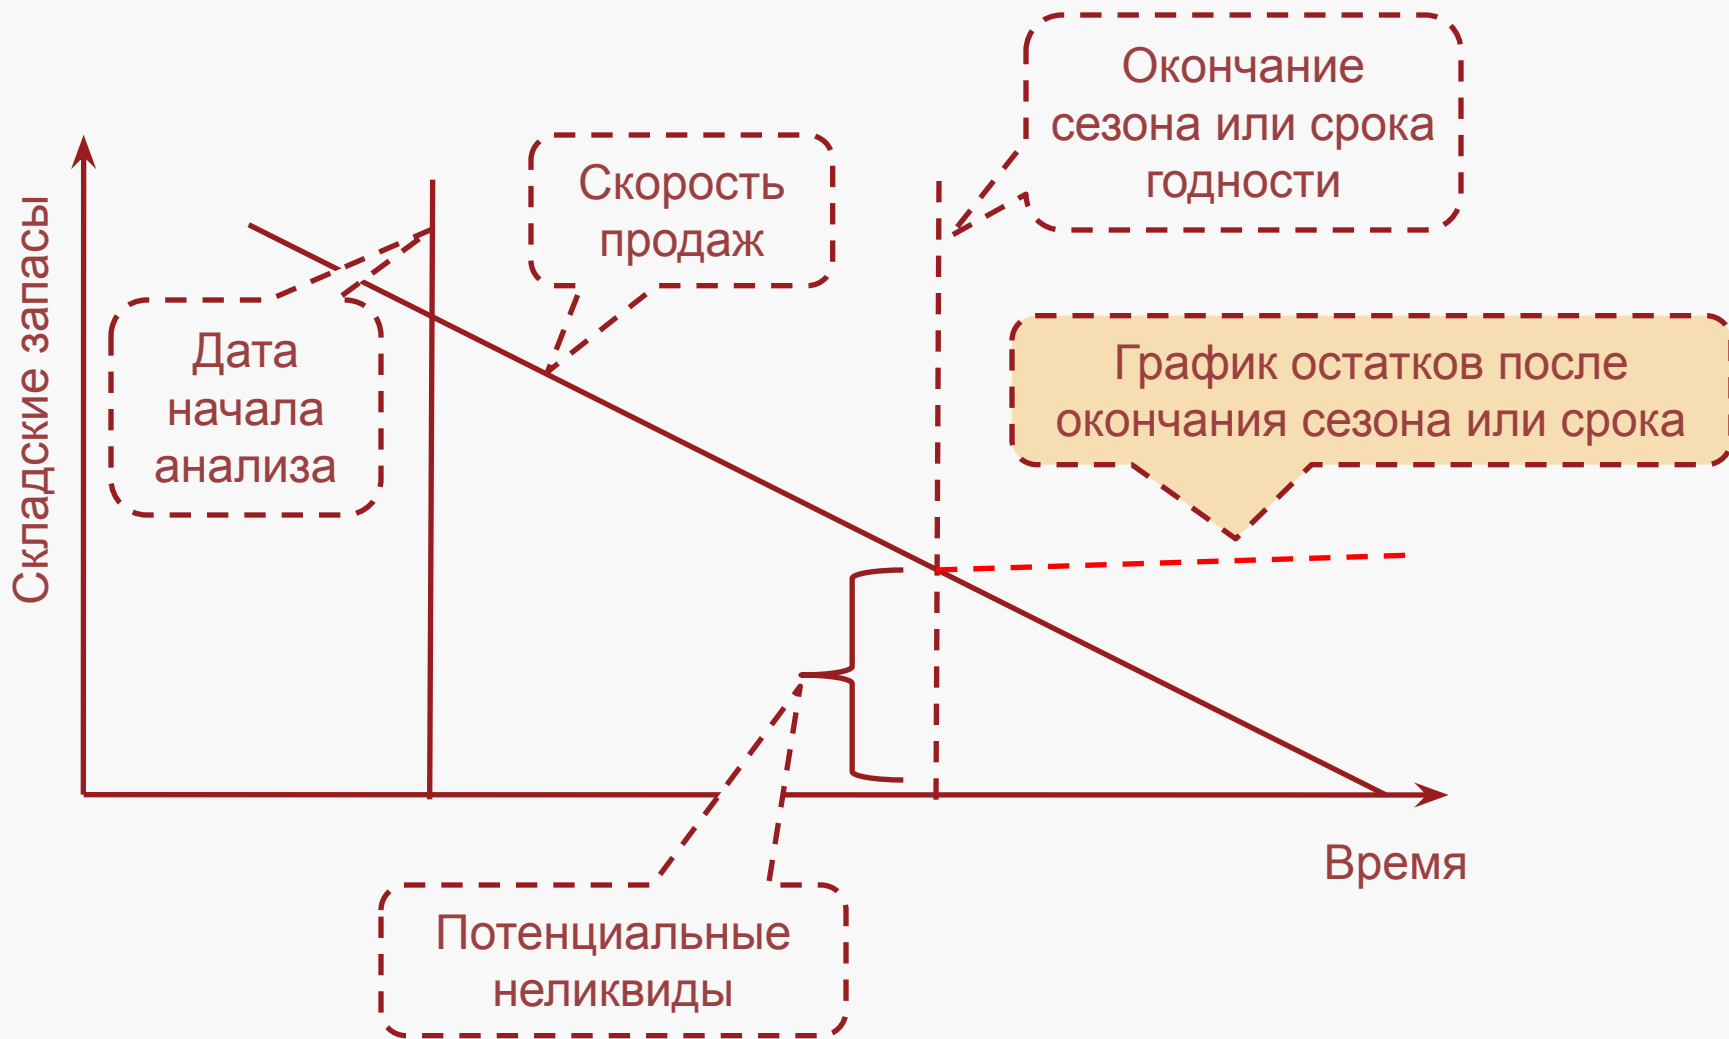 Окончание
сезона или срока
годности
Скорость
продаж
Складские запасы
Дата
начала
анализа
График остатков после
окончания сезона или срока
Время
Потенциальные
неликвиды